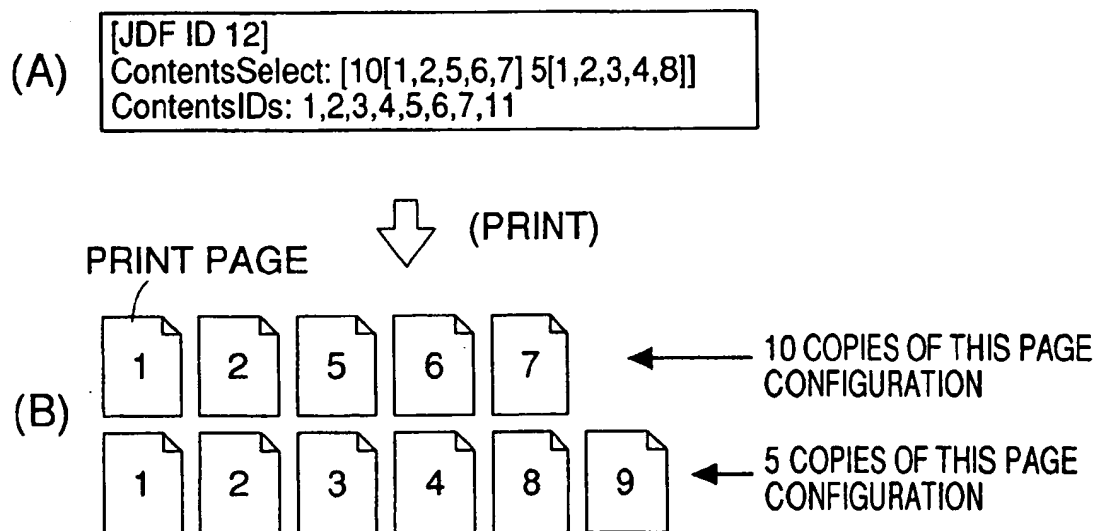 (A)
[JDF ID 12]
ContentsSelect: [10[1,2,5,6,7] 5[1,2,3,4,8]]
ContentsIDs: 1,2,3,4,5,6,7,11
(PRINT)
PRINT PAGE
(B)
1 2 5 6 7
10 COPIES OF THIS PAGE
CONFIGURATION
1 2 3 4 8 9
5 COPIES OF THIS PAGE
CONFIGURATION